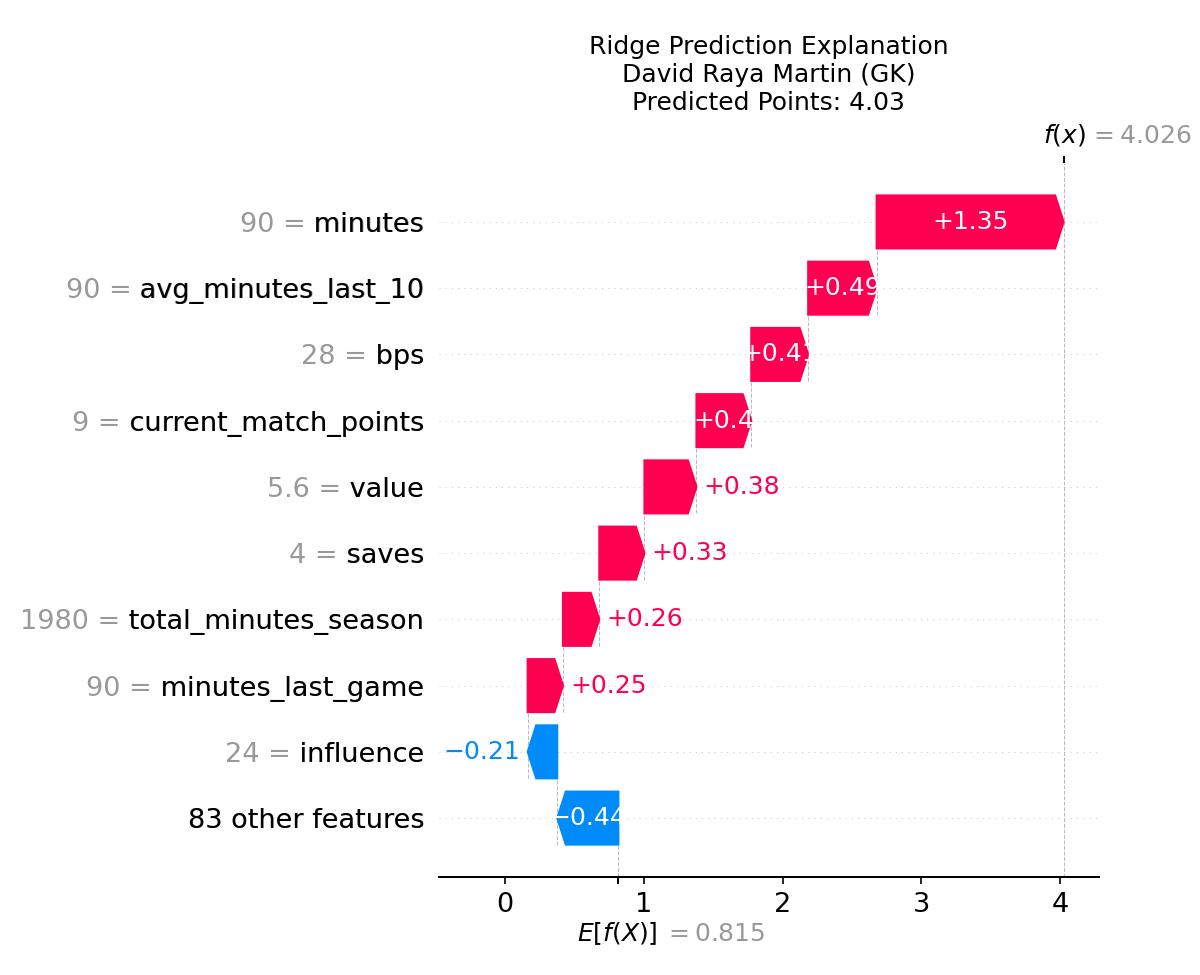 Ridge Prediction Explanation
David Raya Martin (GK)
Predicted Points: 4.03
f(x) = 4.026
90 = minutes
+1.35
90 = avg_minutes_last_10
+0.49
28 = bps
+0.41
9 = current_match_points
+0.4
5.6 = value
+0.38
4 = saves
+0.33
1980 = total_minutes_season
+0.26
90 = minutes_last_game
+0.25
24 = influence
−0.21
83 other features
−0.44
0 1 2 3 4
E[f(X)] = 0.815